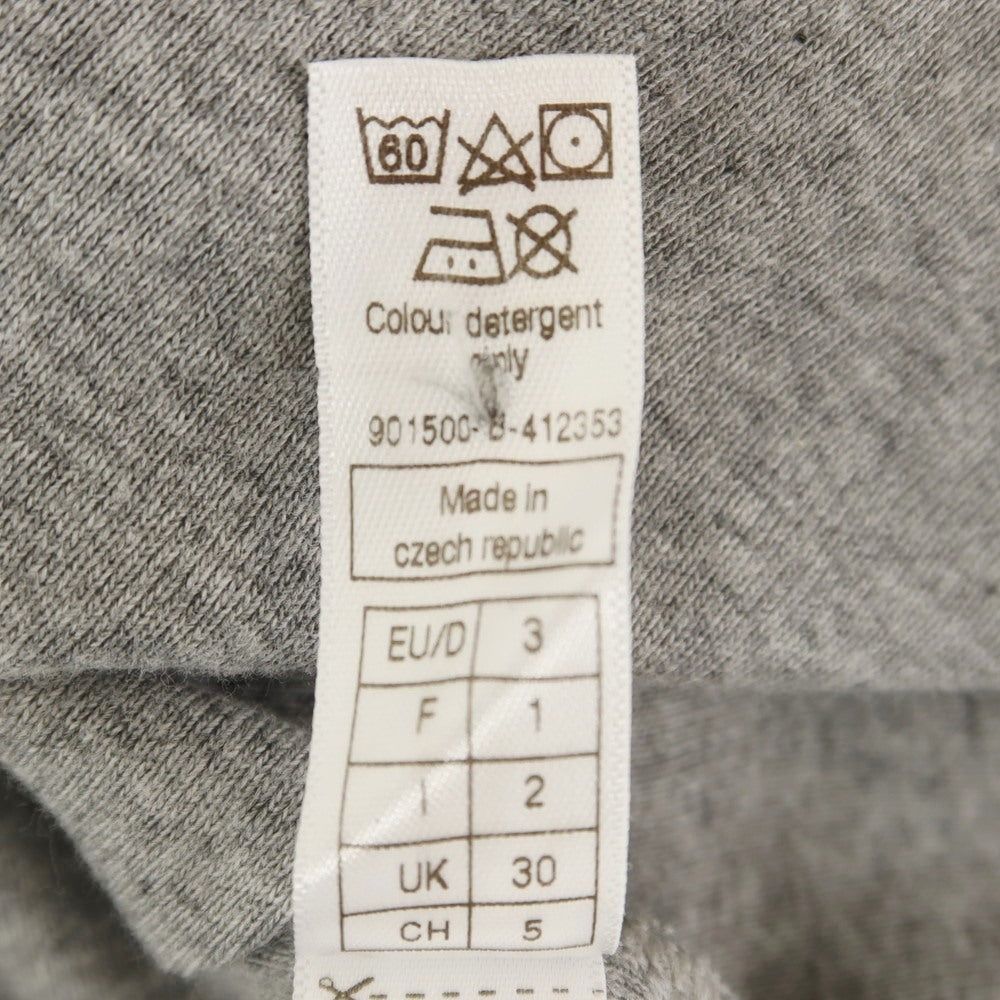 60
Colour detergent
only
901500- B-412353
Made in
czech republic
EU/D 3
F 1
I 2
UK 30
CH 5